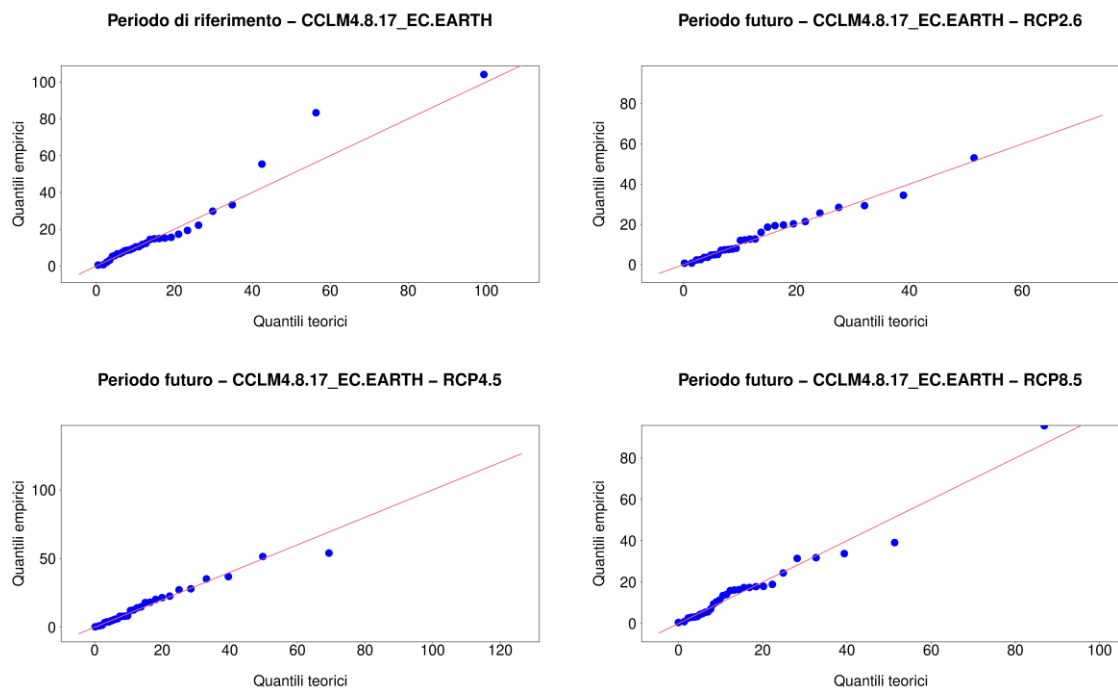 Periodo di riferimento − CCLM4.8.17_EC.EARTH
100
80
60
40
20
0
Quantili empirici
0 20 40 60 80 100
Quantili teorici
Periodo futuro − CCLM4.8.17_EC.EARTH − RCP2.6
80
60
40
20
0
Quantili empirici
0 20 40 60
Quantili teorici
Periodo futuro − CCLM4.8.17_EC.EARTH − RCP4.5
100
50
0
Quantili empirici
0 20 40 60 80 100 120
Quantili teorici
Periodo futuro − CCLM4.8.17_EC.EARTH − RCP8.5
80
60
40
20
0
Quantili empirici
0 20 40 60 80 100
Quantili teorici